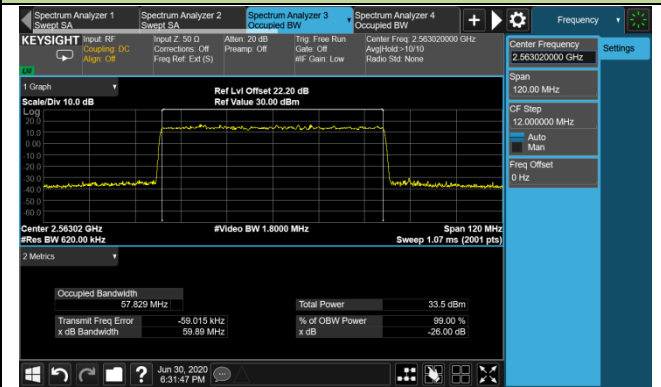 Spectrum Analyzer 1
Swept SA
Spectrum Analyzer 2
Swept SA
Spectrum Analyzer 3
Occupied BW
Spectrum Analyzer 4
Occupied BW
Frequency
KEYSIGHT
Input: RF
Coupling: DC
Align: Off
Input Z: 50 Ω
Corrections: Off
Freq Ref: Ext (S)
Atten: 20 dB
Preamp: Off
Trig: Free Run
Gate: Off
#IF Gain: Low
Center Freq: 2.563020000 GHz
Avg|Hold:>10/10
Radio Std: None
LV
Center Frequency
2.563020000 GHz
Settings
Span
120.00 MHz
CF Step
12.000000 MHz
Auto
Man
Freq Offset
0 Hz
1 Graph
Scale/Div 10.0 dB
Ref Lvl Offset 22.20 dB
Ref Value 30.00 dBm
Log
20.0
10.0
0.00
-10.0
-20.0
-30.0
-40.0
-50.0
-60.0
Center 2.56302 GHz
#Video BW 1.8000 MHz
Span 120 MHz
#Res BW 620.00 kHz
Sweep 1.07 ms (2001 pts)
2 Metrics
Occupied Bandwidth
57.829 MHz
Total Power
33.5 dBm
Transmit Freq Error
-59.015 kHz
% of OBW Power
99.00 %
x dB Bandwidth
59.89 MHz
x dB
-26.00 dB
Jun 30, 2020
6:31:47 PM